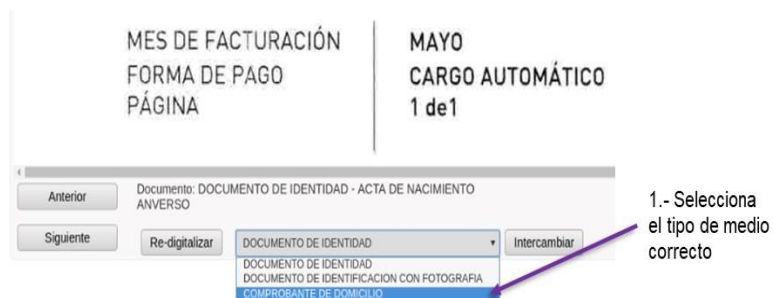 MES DE FACTURACIÓN MAYO
FORMA DE PAGO CARGO AUTOMÁTICO
PÁGINA 1 de1
Anterior Documento: DOCUMENTO DE IDENTIDAD - ACTA DE NACIMIENTO
ANVERSO
1.- Selecciona
el tipo de medio
correcto
Siguiente Re-digitalizar DOCUMENTO DE IDENTIDAD Intercambiar
DOCUMENTO DE IDENTIDAD
DOCUMENTO DE IDENTIFICACION CON FOTOGRAFIA
COMPROBANTE DE DOMICILIO